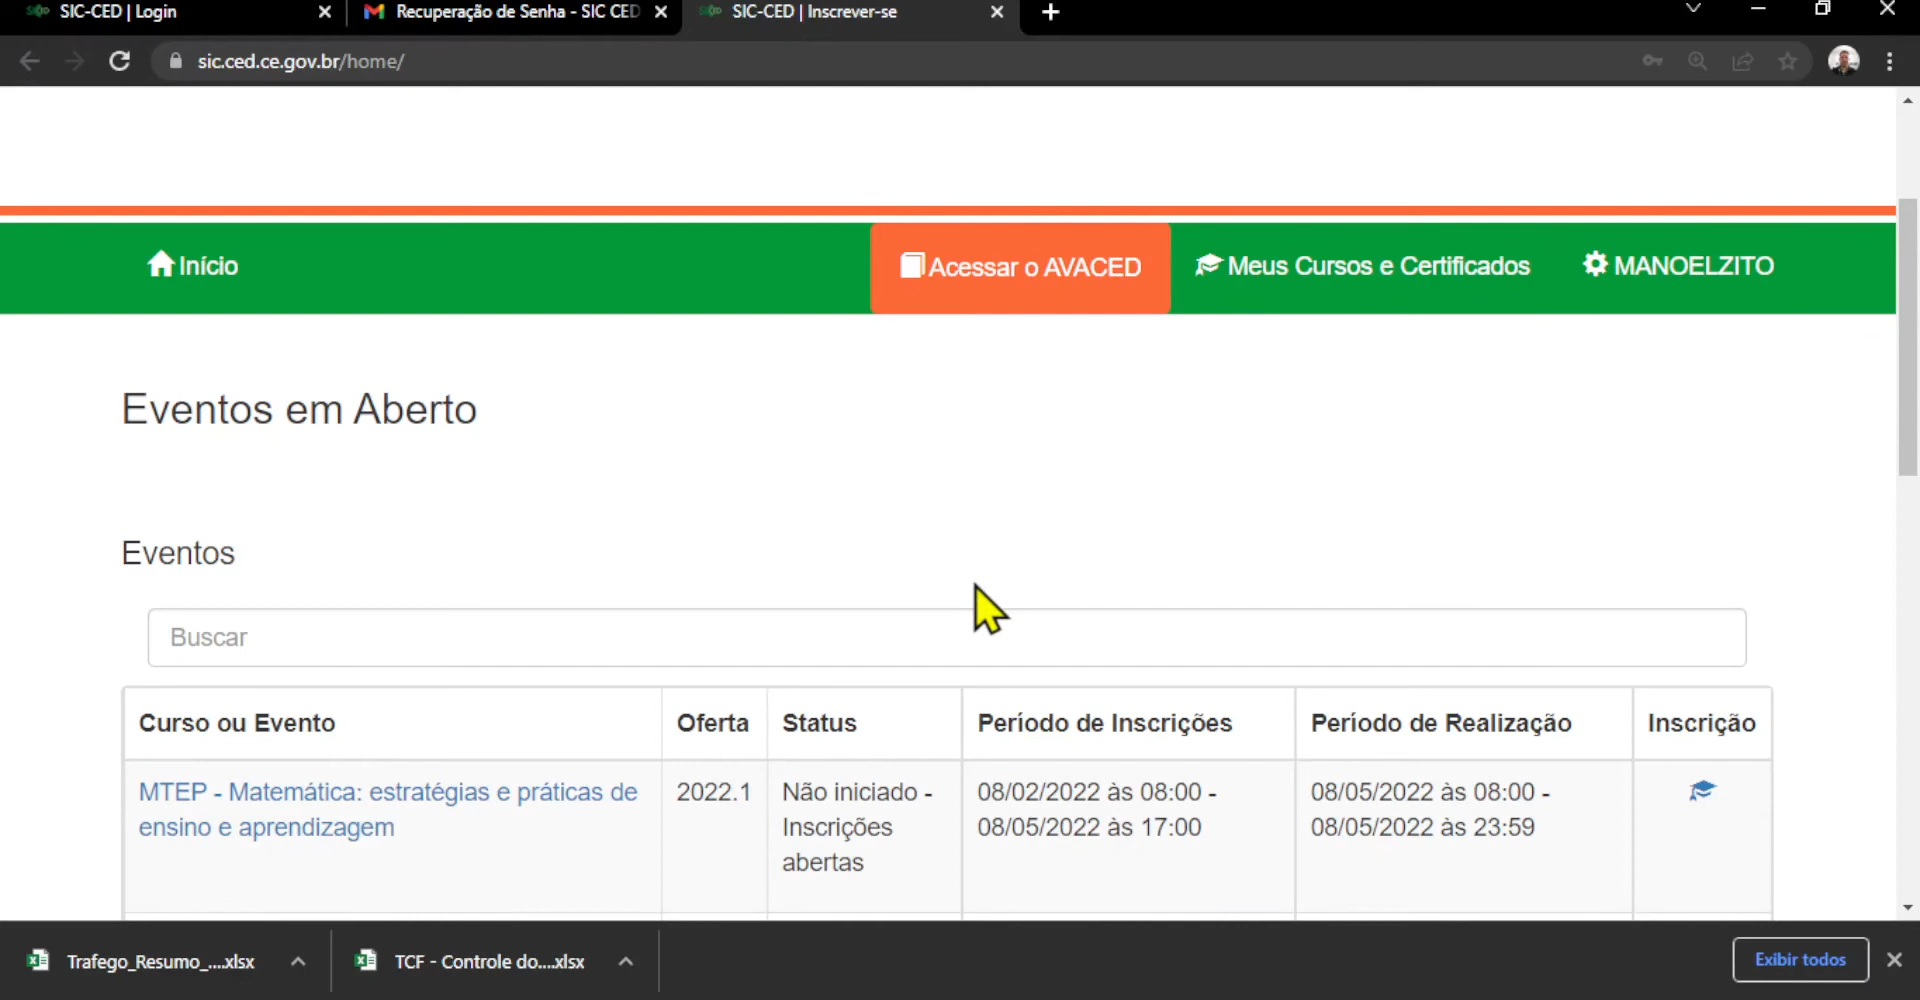 SIC-CED | Login
Recuperação de Senha - SIC CED
SIC-CED | Inscrever-se
sic.ced.ce.gov.br/home/
Início
Acessar o AVACED
Meus Cursos e Certificados
MANOELZITO
Eventos em Aberto
Eventos
Buscar
Curso ou Evento
Oferta
Status
Período de Inscrições
Período de Realização
Inscrição
MTEP - Matemática: estratégias e práticas de
ensino e aprendizagem
2022.1
Não iniciado -
Inscrições
abertas
08/02/2022 às 08:00 -
08/05/2022 às 17:00
08/05/2022 às 08:00 -
08/05/2022 às 23:59
Trafego_Resumo_....xlsx
TCF - Controle do....xlsx
Exibir todos